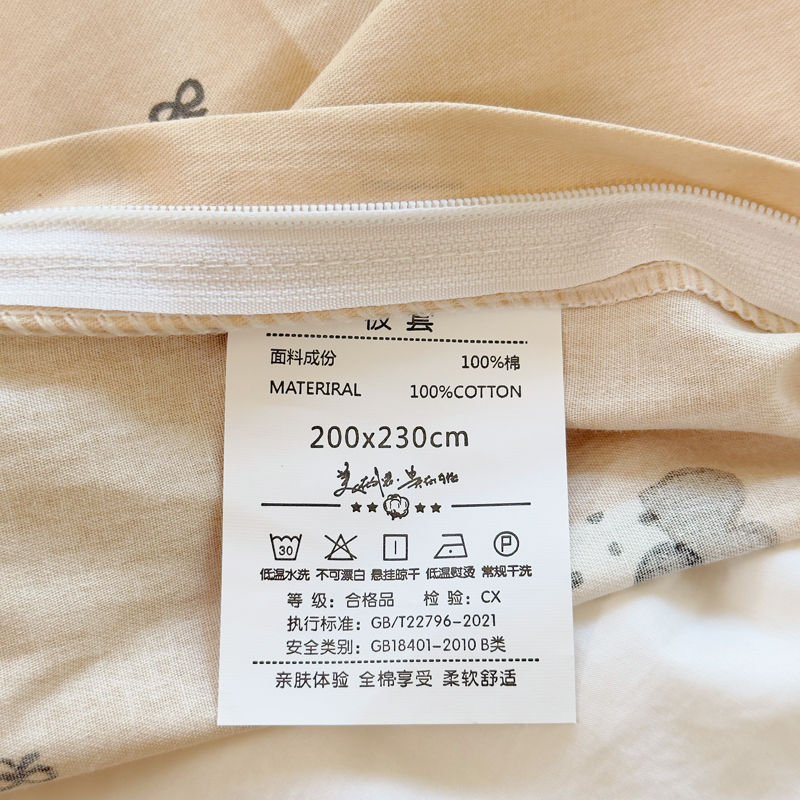 被套
面料成份 100%棉
MATERIRAL 100%COTTON
200x230cm
30 P
低温水洗 不可漂白 悬挂晾干 低温熨烫 常规干洗
等 级：合格品 检 验：CX
执行标准：GB/T22796-2021
安全类别：GB18401-2010 B类
亲肤体验 全棉享受 柔软舒适